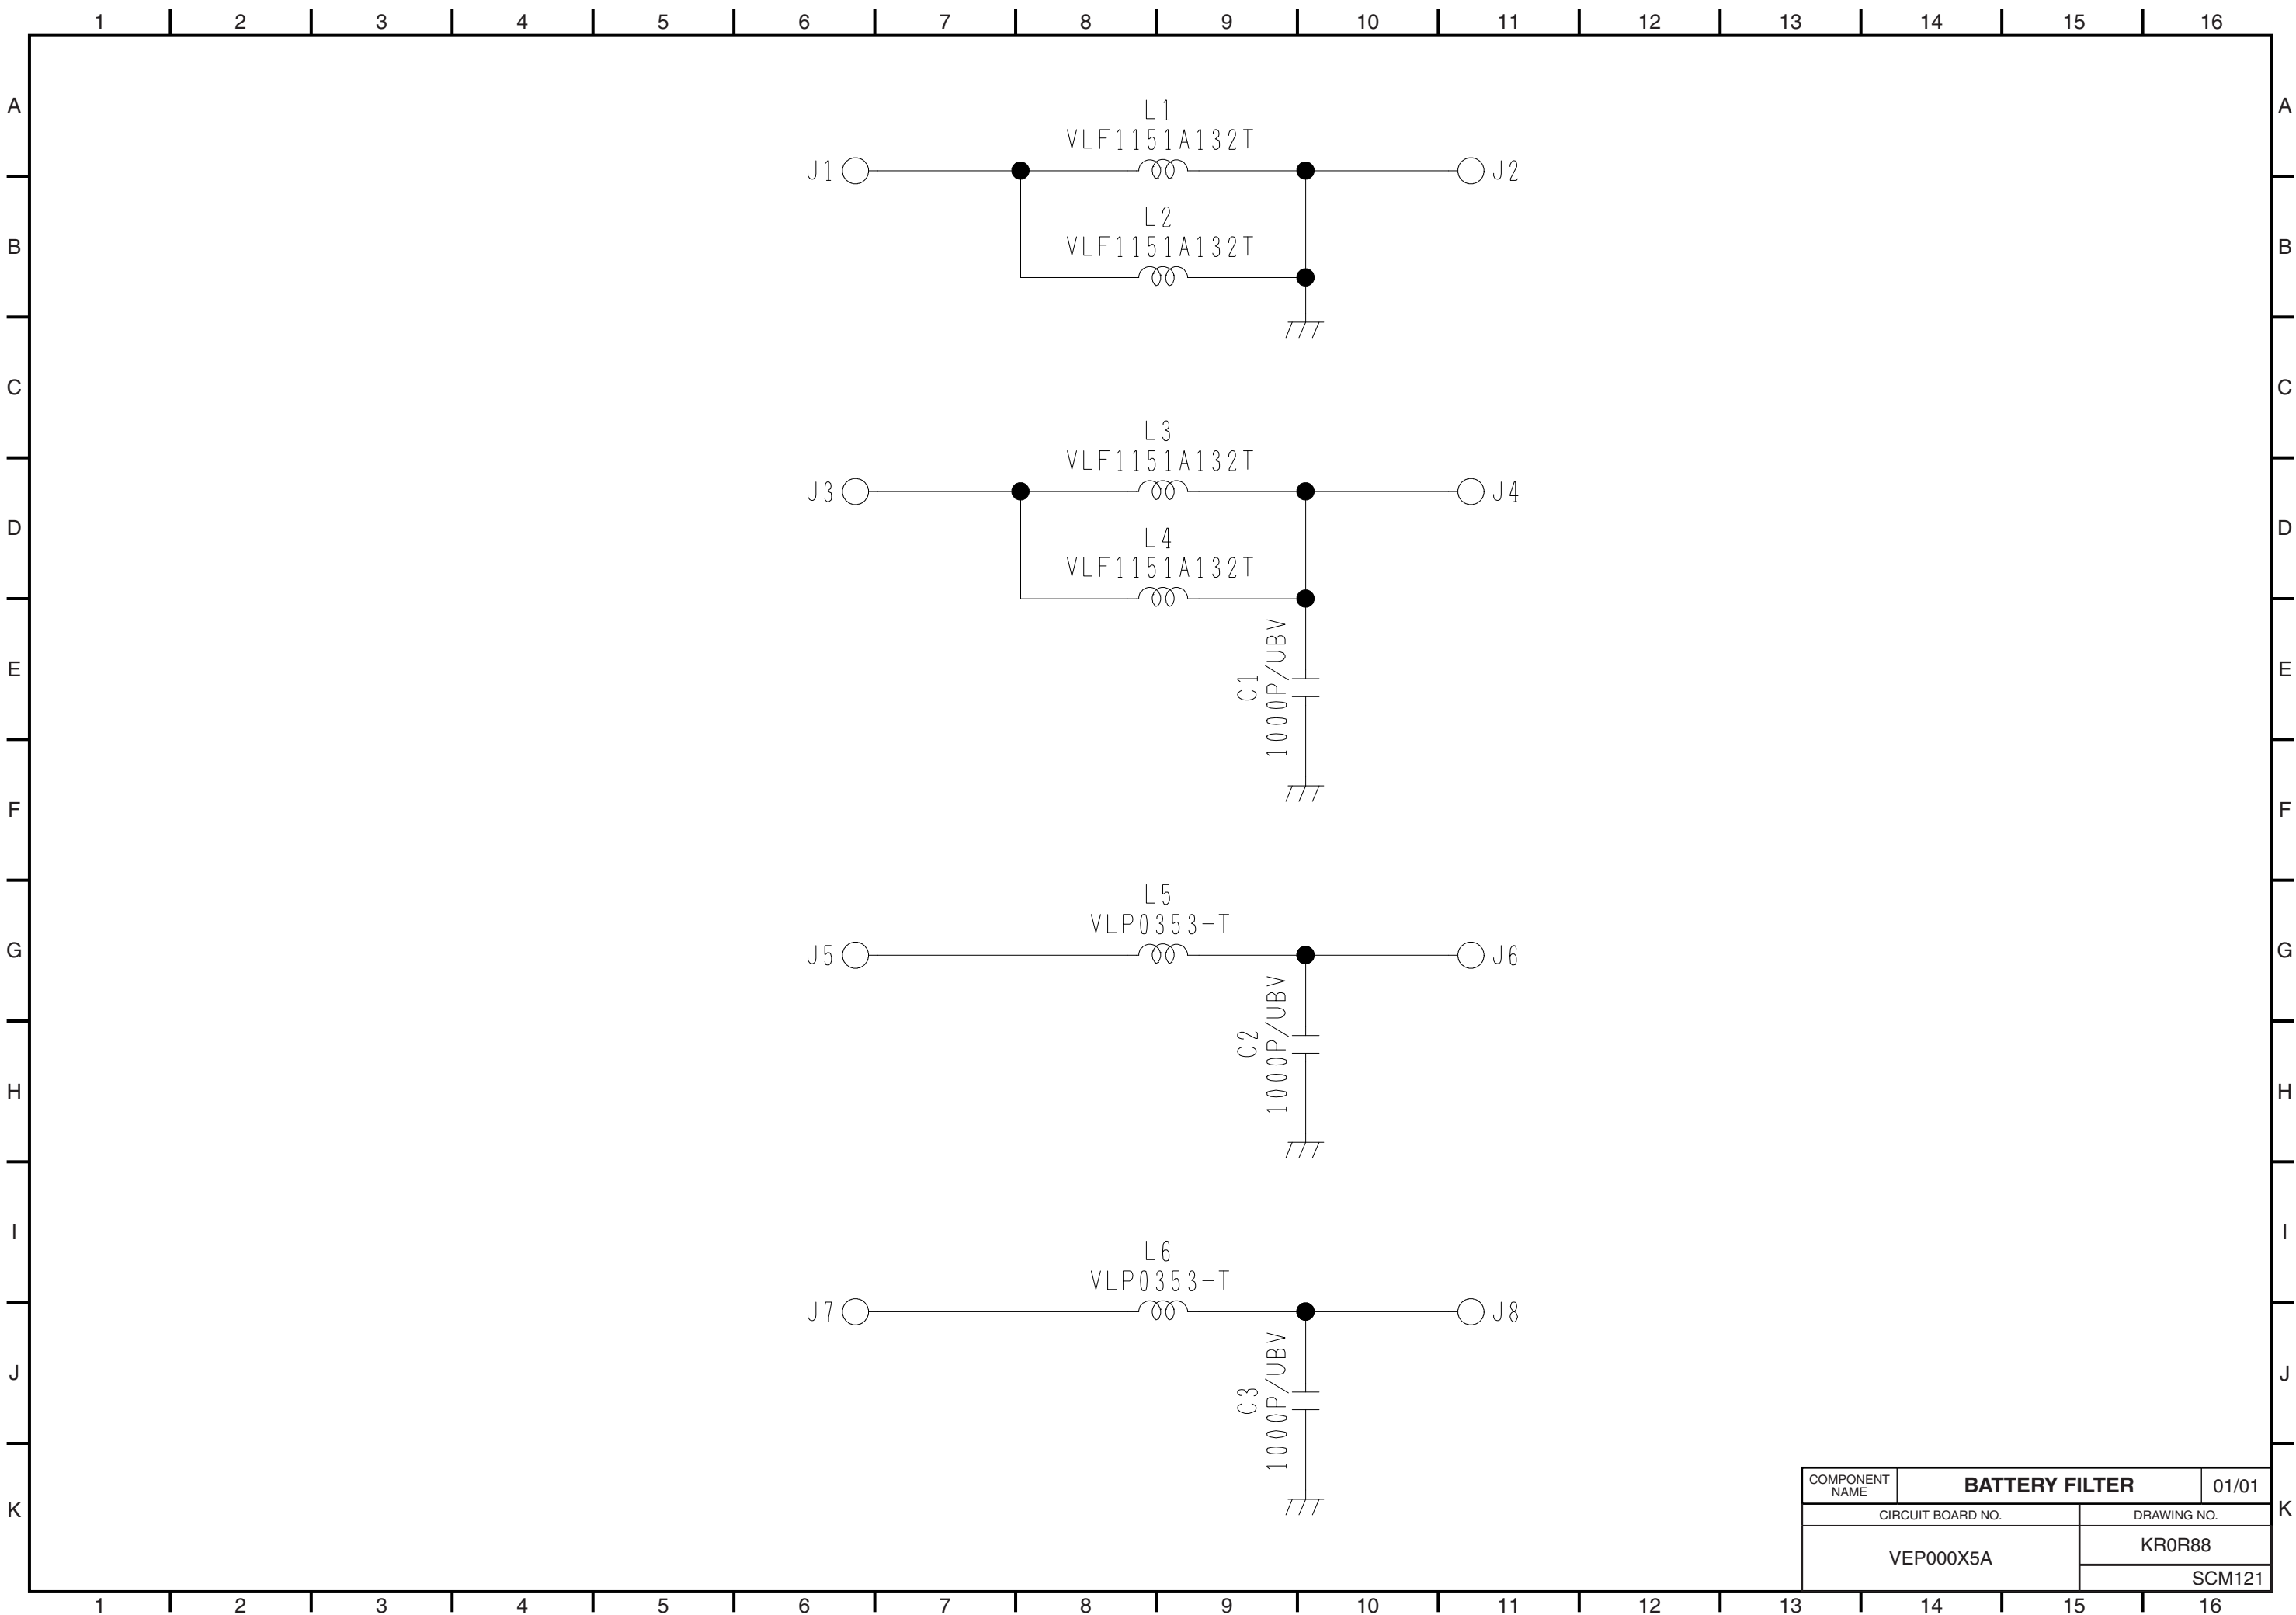 1 2 3 4 5 6 7 8 9 10 11 12 13 14 15 16
A A
L1
VLF1151A132T
J1 J2
L2
B VLF1151A132T B
C C
L3
VLF1151A132T
J3 J4
D D
L4
VLF1151A132T
E E
C1
1000P/UBV
F F
L5
VLP0353-T
G J5 J6 G
C2
1000P/UBV
H H
I I
L6
VLP0353-T
J7 J8
J J
C3
1000P/UBV
K K
COMPONENT NAME
BATTERY FILTER 01/01
CIRCUIT BOARD NO. DRAWING NO.
VEP000X5A KR0R88
SCM121
1 2 3 4 5 6 7 8 9 10 11 12 13 14 15 16